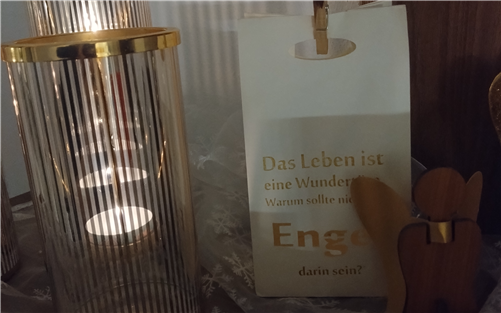 Das Leben ist
eine
Warum sollte
darin sein?